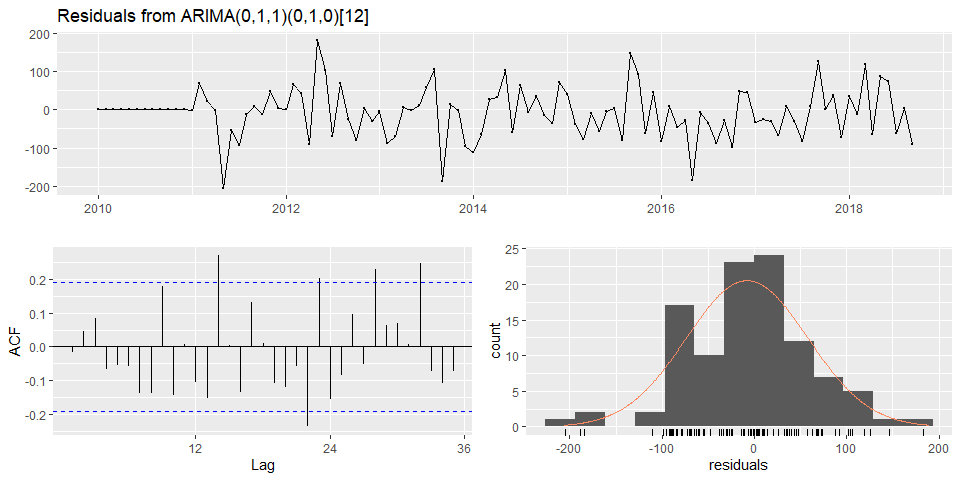 Residuals from ARIMA(0,1,1)(0,1,0)[12]
200
100
0
-100
-200
2010 2012 2014 2016 2018
ACF
0.2
0.1
0.0
-0.1
-0.2
12 24 36
Lag
count
25
20
15
10
5
0
-200 -100 0 100 200
residuals